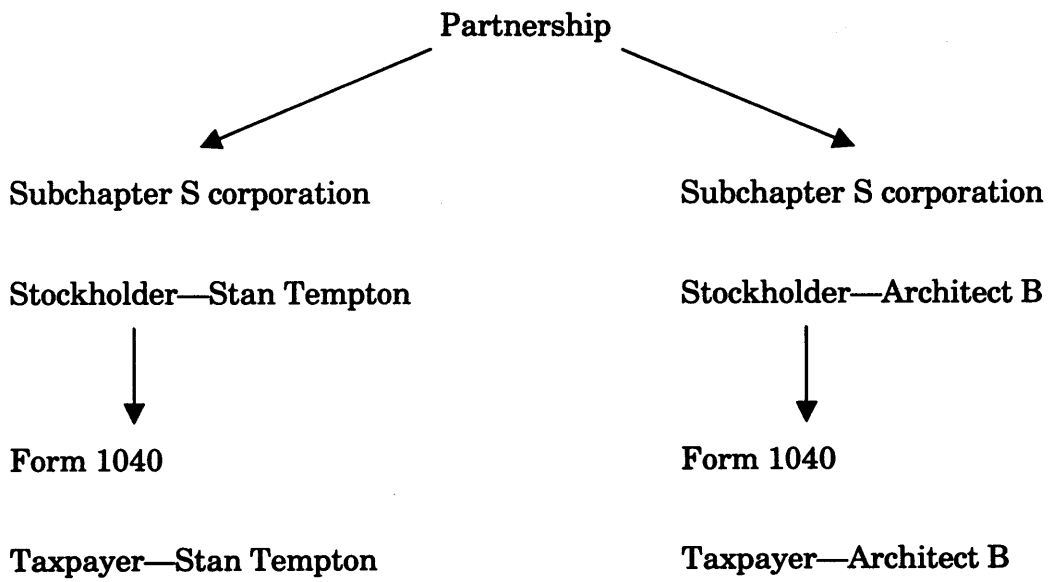 Partnership
Subchapter S corporation
Subchapter S corporation
Stockholder—Stan Tempton
Stockholder—Architect B
Form 1040
Form 1040
Taxpayer—Stan Tempton
Taxpayer—Architect B